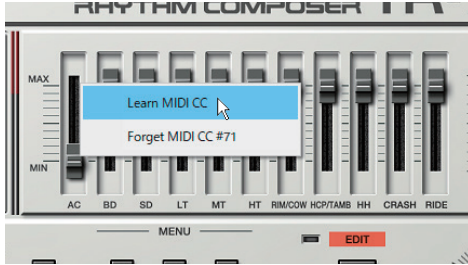 RHYTHM COMPOSER TR
MAX
Learn MIDI CC
Forget MIDI CC #71
MIN
AC BD SD LT MT HT RIM/COW HCP/TAMB HH CRASH RIDE
MENU
EDIT